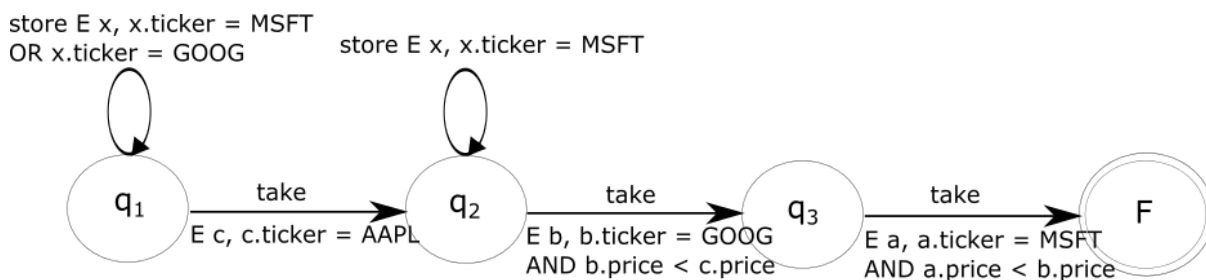 store E x, x.ticker = MSFT
OR x.ticker = GOOG
store E x, x.ticker = MSFT
q1
take
E c, c.ticker = AAPL
q2
take
E b, b.ticker = GOOG
AND b.price < c.price
q3
take
E a, a.ticker = MSFT
AND a.price < b.price
F